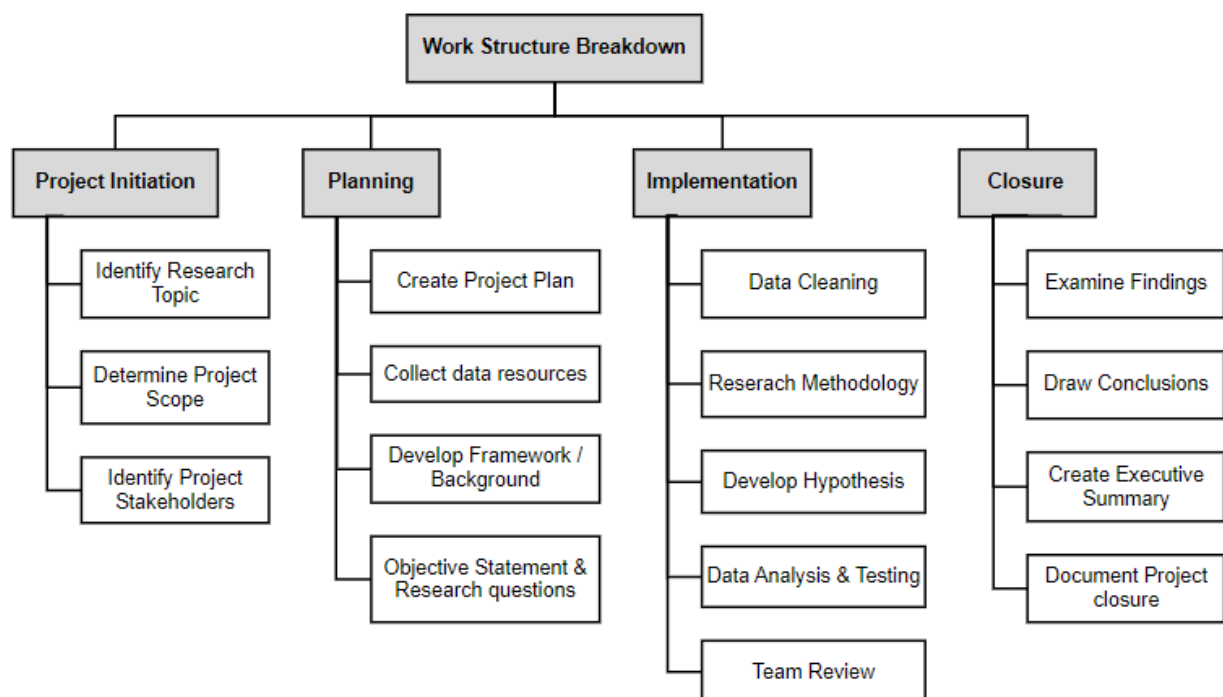 Work Structure Breakdown
Project Initiation
Identify Research
Topic
Determine Project
Scope
Identify Project
Stakeholders
Planning
Create Project Plan
Collect data resources
Develop Framework /
Background
Objective Statement &
Research questions
Implementation
Data Cleaning
Reserach Methodology
Develop Hypothesis
Data Analysis & Testing
Team Review
Closure
Examine Findings
Draw Conclusions
Create Executive
Summary
Document Project
closure